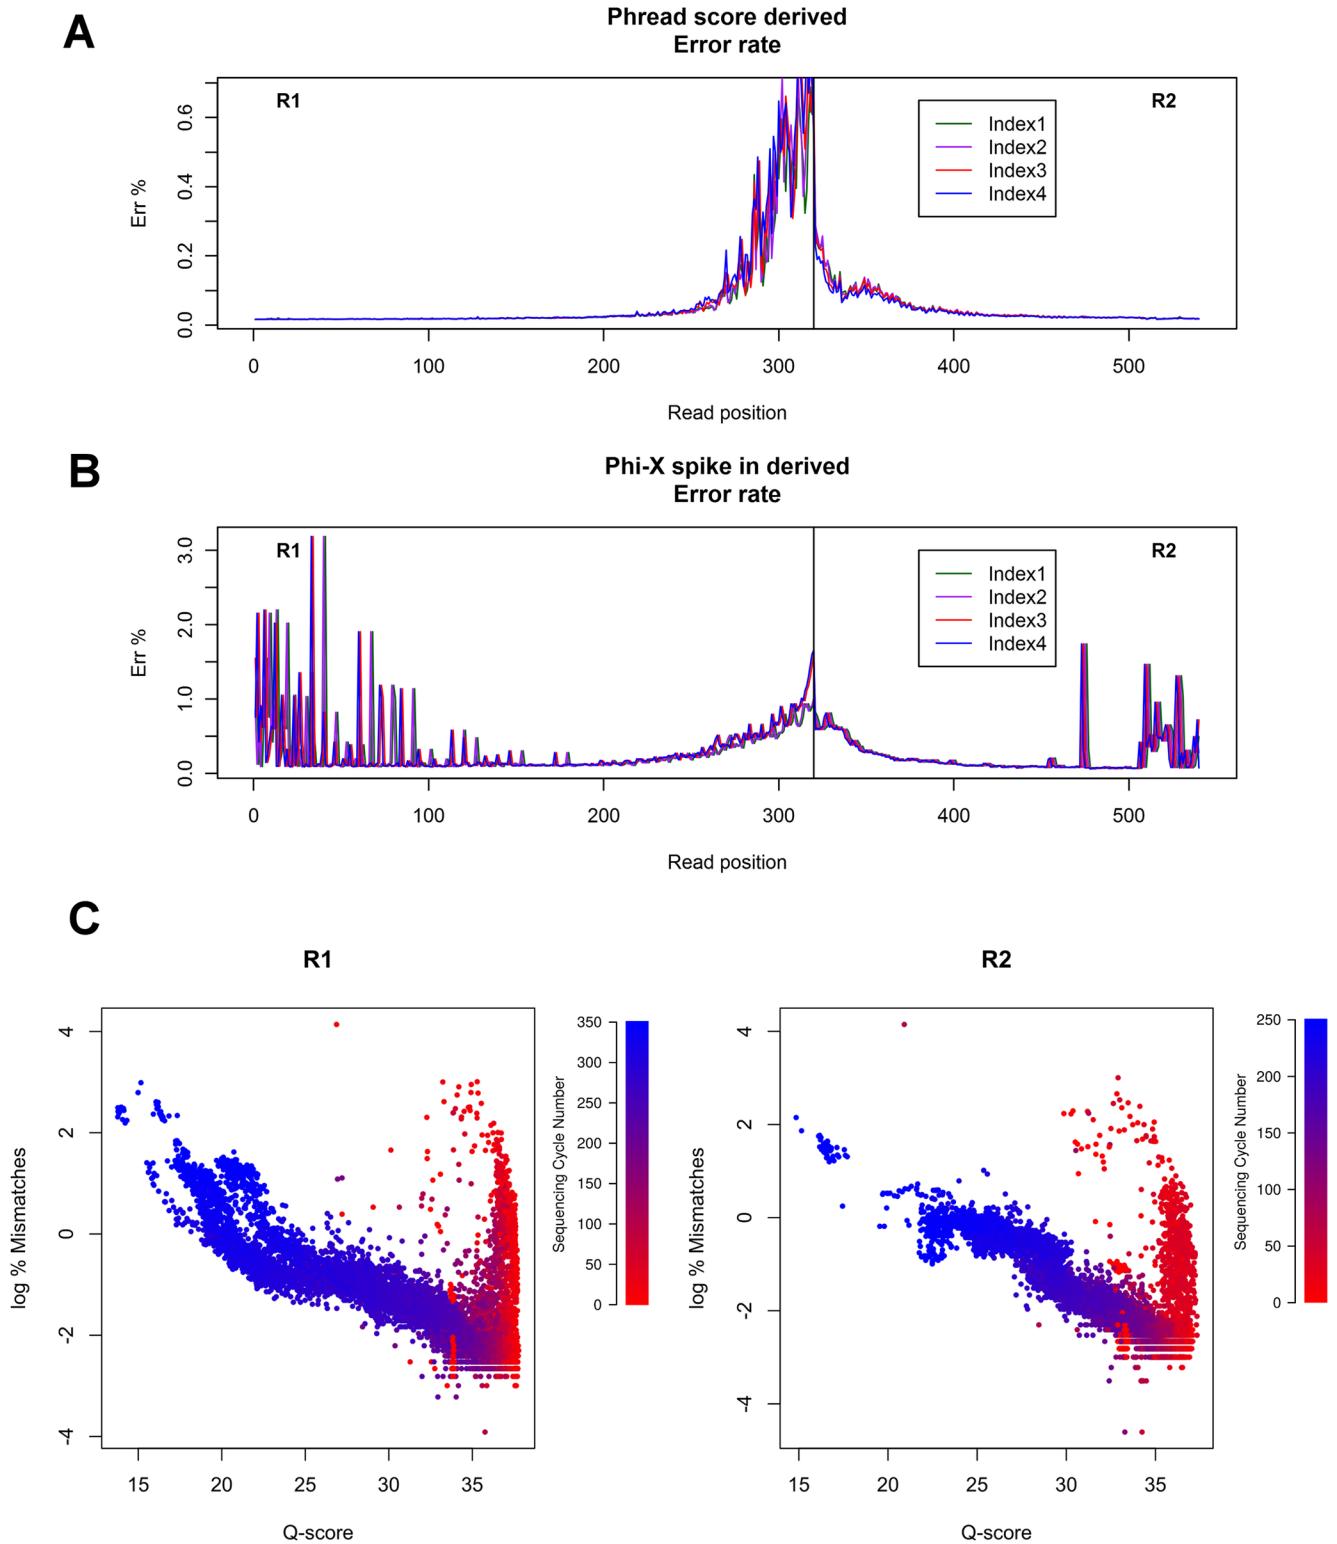 A
Phread score derived
Error rate
R1
R2
Index1
Index2
Index3
Index4
Err %
0.0
0.2
0.4
0.6
0
100
200
300
400
500
Read position
B
Phi-X spike in derived
Error rate
R1
R2
Index1
Index2
Index3
Index4
Err %
0.0
1.0
2.0
3.0
0
100
200
300
400
500
Read position
C
R1
log % Mismatches
4
2
0
-2
-4
15
20
25
30
35
Q-score
Sequencing Cycle Number
350
300
250
200
150
100
50
0
R2
log % Mismatches
4
2
0
-2
-4
15
20
25
30
35
Q-score
Sequencing Cycle Number
250
200
150
100
50
0